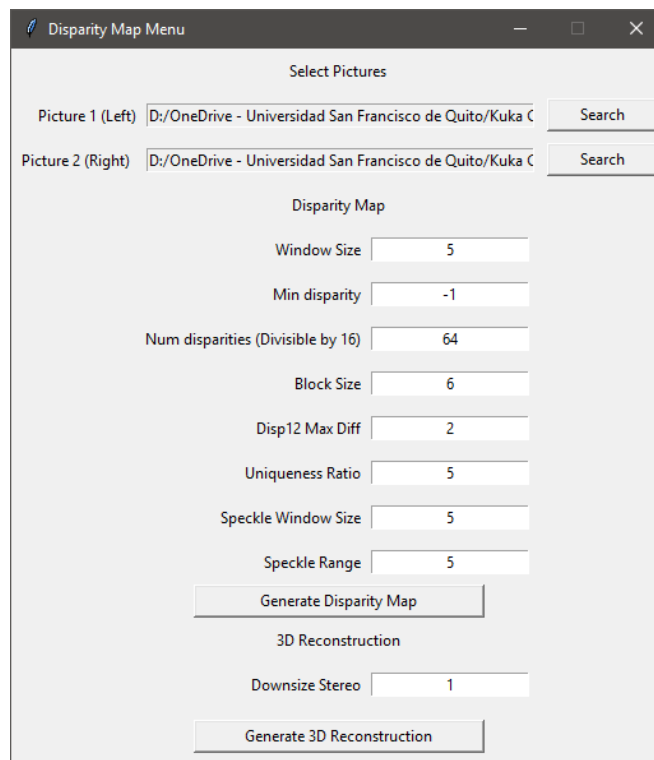 Disparity Map Menu
Select Pictures
Picture 1 (Left) D:/OneDrive - Universidad San Francisco de Quito/Kuka C Search
Picture 2 (Right) D:/OneDrive - Universidad San Francisco de Quito/Kuka C Search
Disparity Map
Window Size 5
Min disparity -1
Num disparities (Divisible by 16) 64
Block Size 6
Disp12 Max Diff 2
Uniqueness Ratio 5
Speckle Window Size 5
Speckle Range 5
Generate Disparity Map
3D Reconstruction
Downsize Stereo 1
Generate 3D Reconstruction